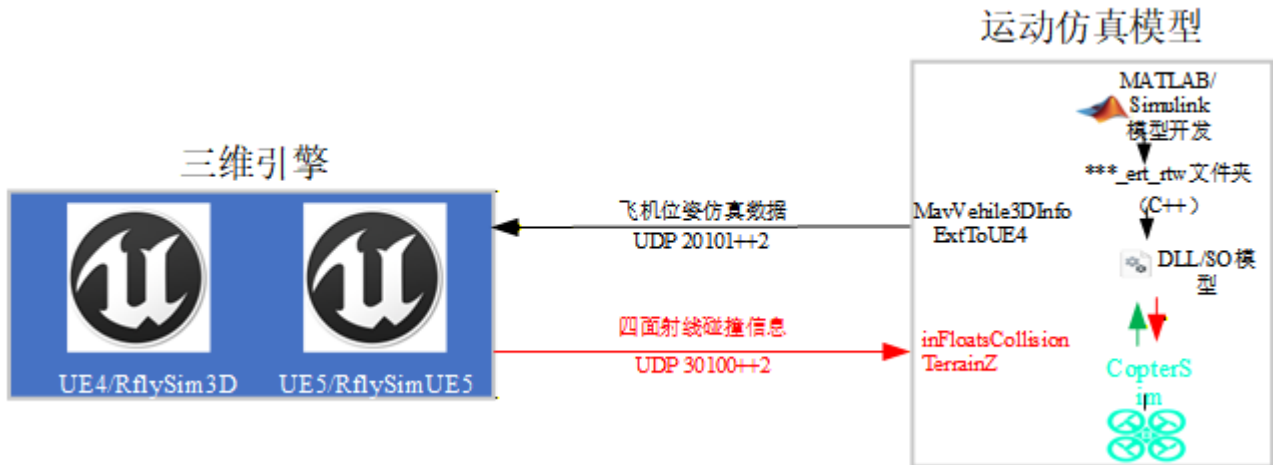 运动仿真模型
三维引擎
UE4/RflySim3D
UE5/RflySimUE5
飞机位姿仿真数据
UDP 20101++2
四面射线碰撞信息
UDP 30100++2
MavVehile3DInfo
ExtToUE4
inFloatsCollision
TerrainZ
MATLAB/
Simulink
模型开发
***_ert_rtw文件夹
(C++)
DLL/SO模
型
CopterS
im